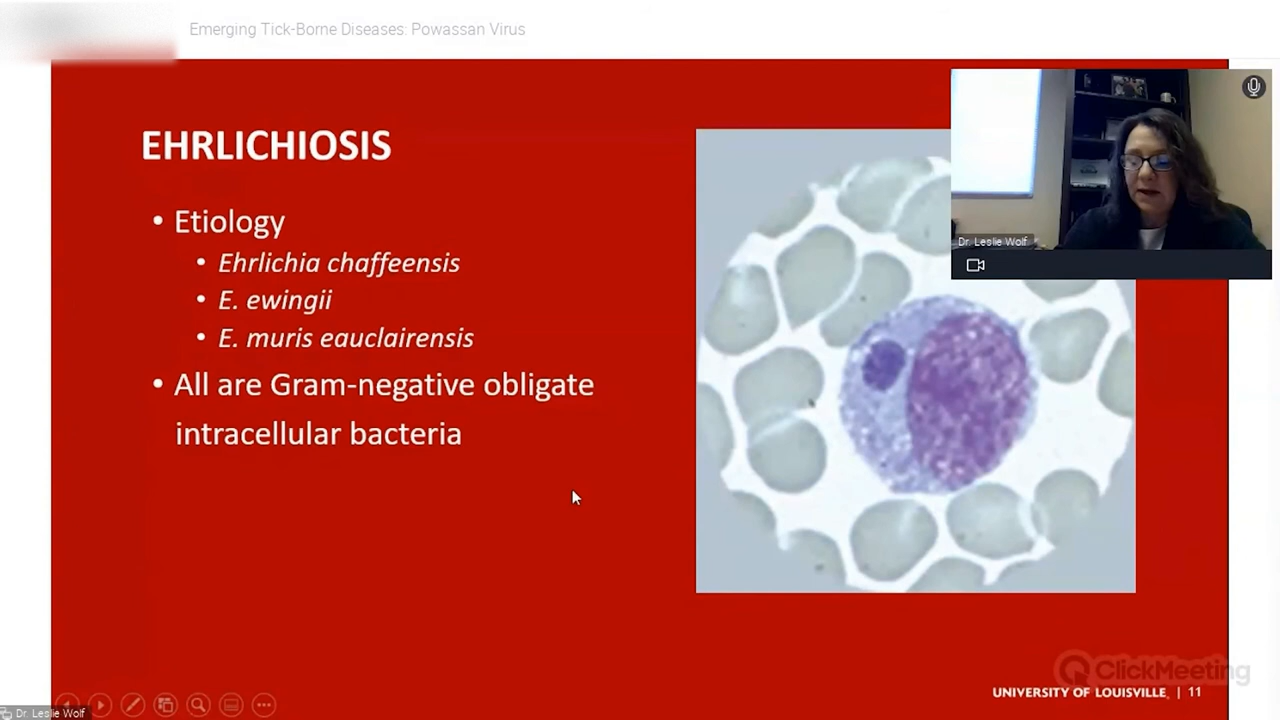 Emerging Tick-Borne Diseases: Powassan Virus
EHRLICHIOSIS
• Etiology
• Ehrlichia chaffeensis
• E. ewingii
• E. muris eauclairensis
• All are Gram-negative obligate
intracellular bacteria
Dr. Leslie Wolf
ClickMeeting
UNIVERSITY OF LOUISVILLE. | 11
Dr. Leslie Wolf